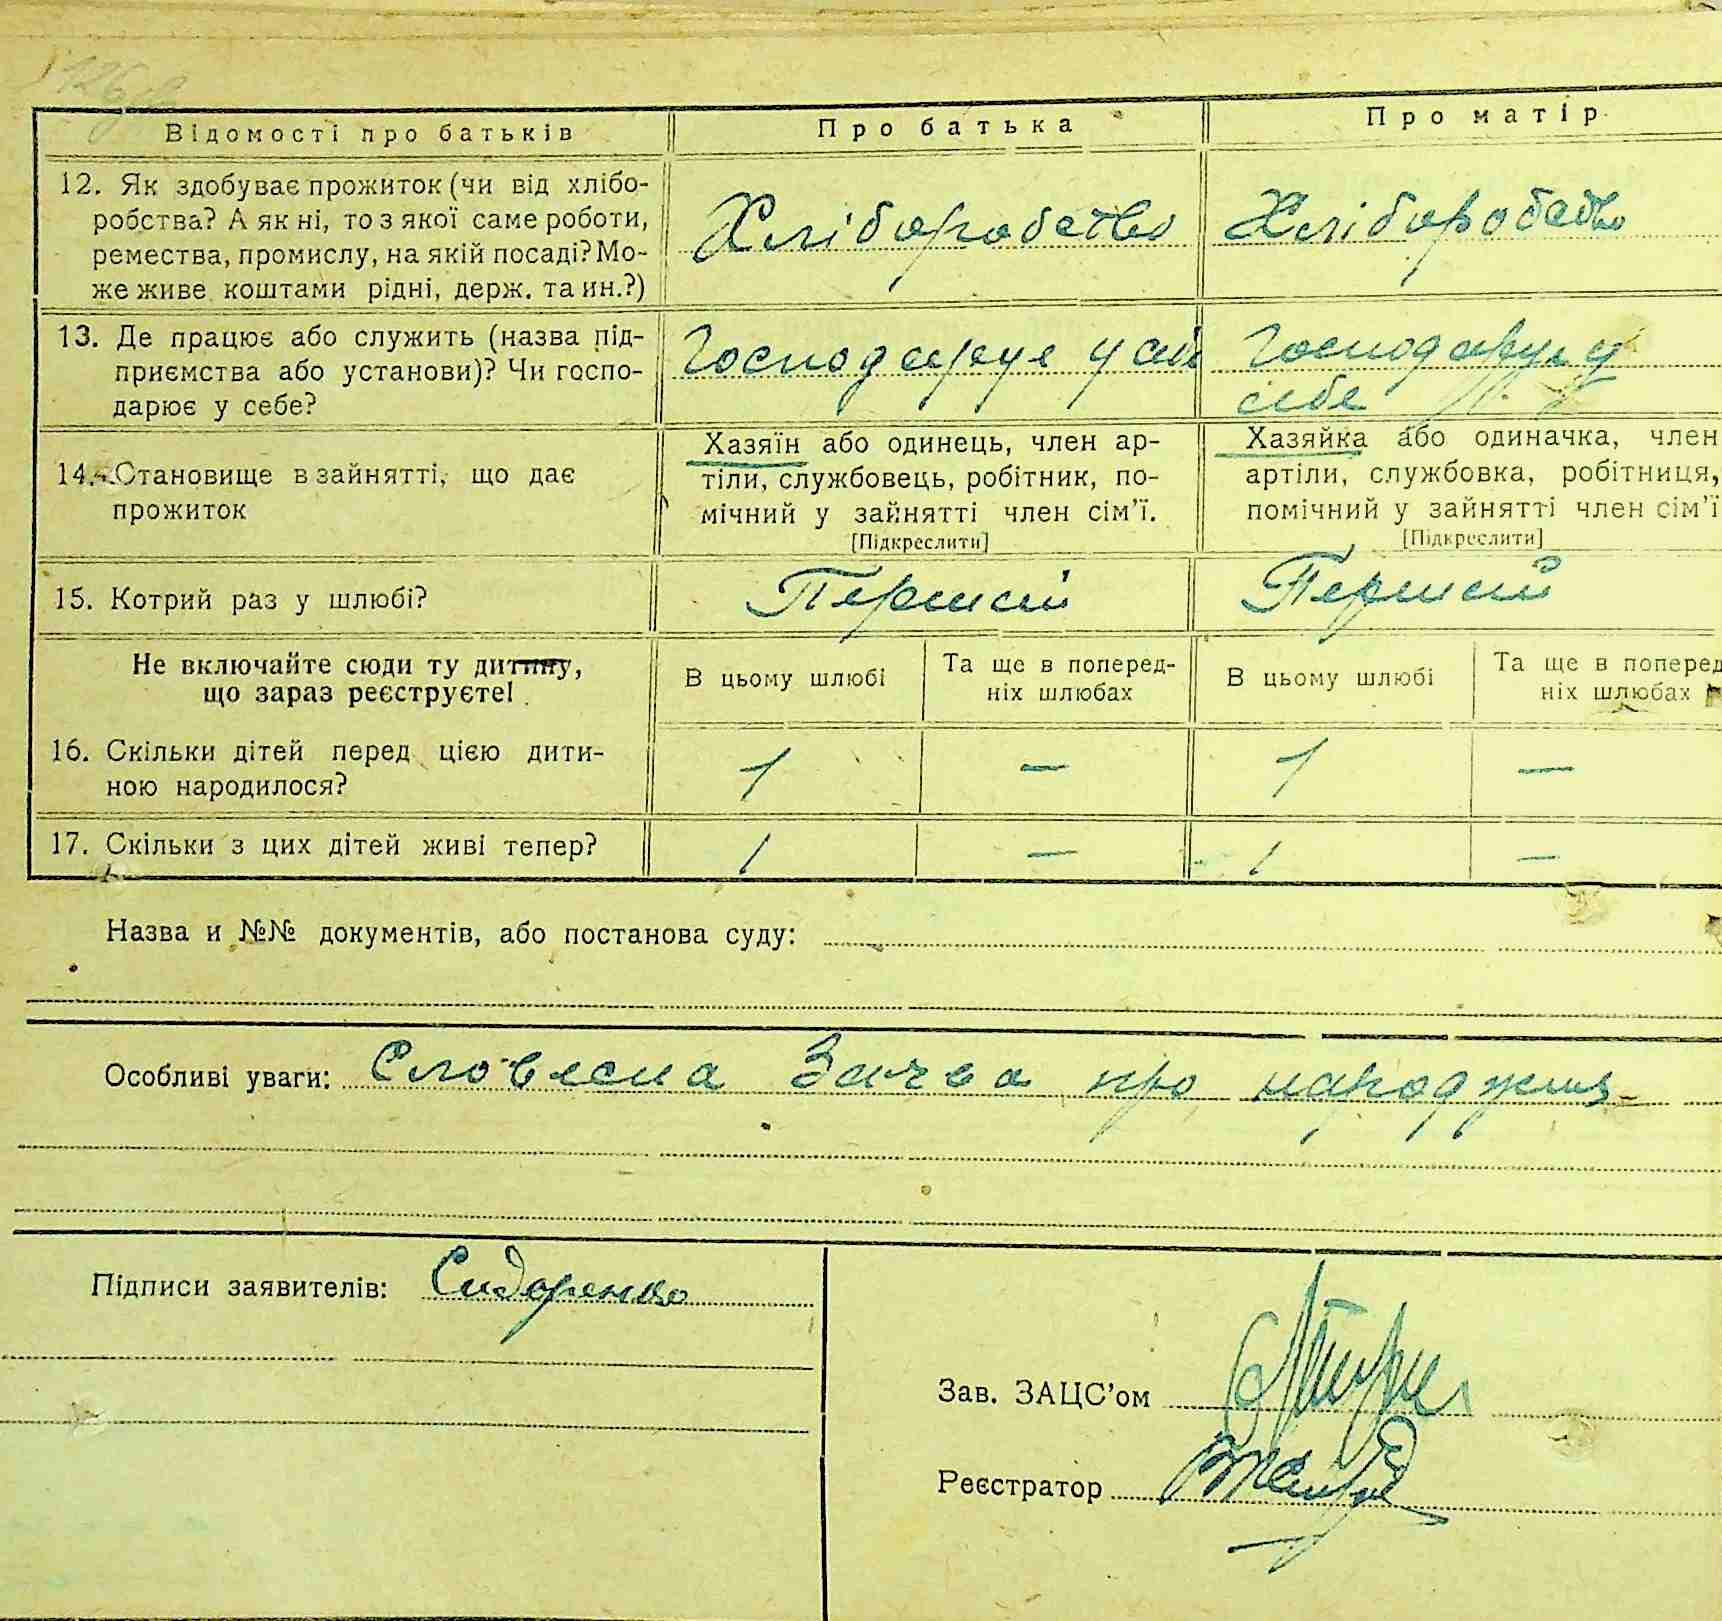 Відомості про батьків
Про батька
Про матір
12. Як здобуває прожиток (чи від хлібо-
робства? А як ні, то з якої саме роботи,
ремества, промислу, на якій посаді? Мо-
же живе коштами рідні, держ. та ин.?)
Хліборобство
Хліборобство
13. Де працює або служить (назва під-
приємства або установи)? Чи госпо-
дарює у себе?
Господарює у себе
Господарює у
себе
14. Становище в зайнятті, що дає
прожиток
Хазяїн або одинець, член ар-
тіли, службовець, робітник, по-
мічний у зайнятті член сім'ї.
[Підкреслити]
Хазяйка або одиначка, член
артіли, службовка, робітниця,
помічний у зайнятті член сім'ї
[Підкреслити]
15. Котрий раз у шлюбі?
Перший
Перший
Не включайте сюди ту дитину,
що зараз реєструєте!
В цьому шлюбі
Та ще в поперед-
ніх шлюбах
В цьому шлюбі
Та ще в поперед
ніх шлюбах
16. Скільки дітей перед цією дити-
ною народилося?
1 — 1 —
17. Скільки з цих дітей живі тепер?
1 — 1 —
Назва и №№ документів, або постанова суду:
Особливі уваги: Словесна Заява про народження
Підписи заявителів: Сидоренко
Зав. ЗАЦС'ом
Реєстратор